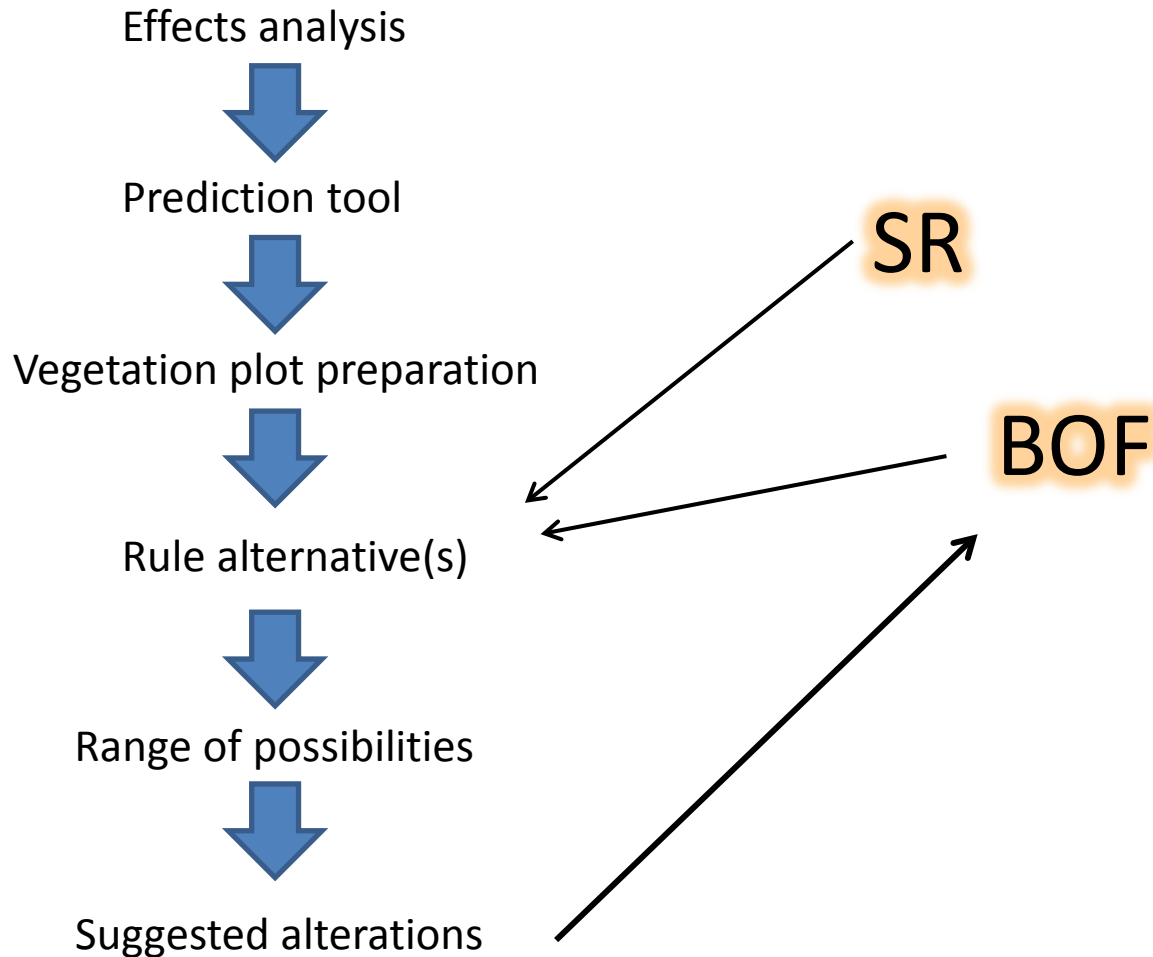 Effects analysis
Prediction tool
SR
Vegetation plot preparation
BOF
Rule alternative(s)
Range of possibilities
Suggested alterations